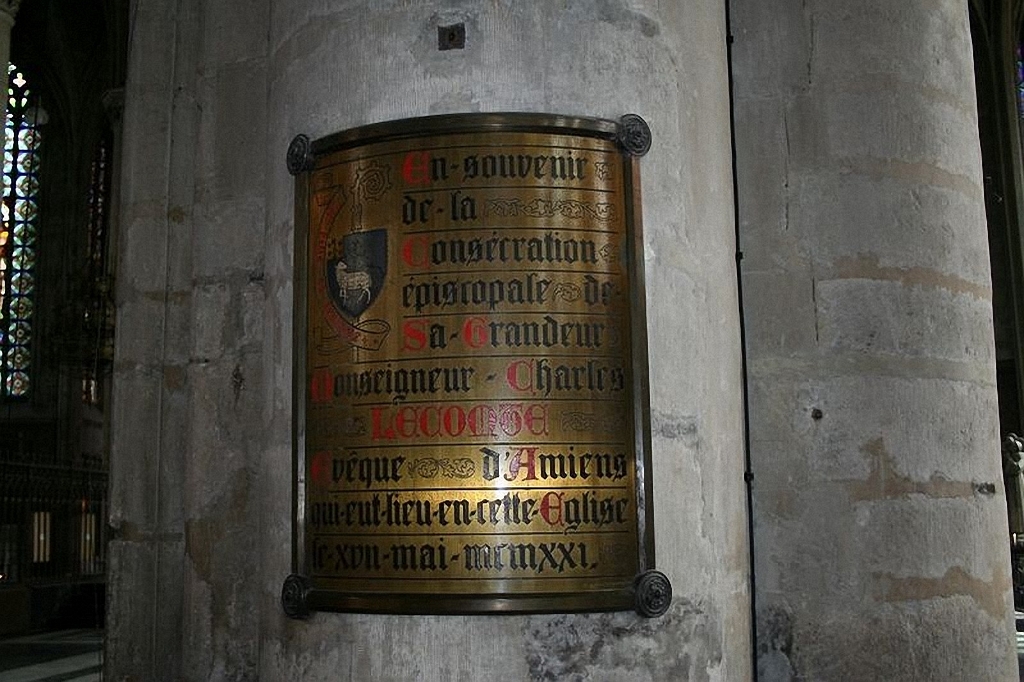 En-souvenir
de-la
Consécration
épiscopale de-
Sa-Grandeur
Monseigneur-Charles
LECOMTE
Evêque d'Amiens
qui-eut-lieu-en-cette-Eglise
le-xvii-mai-mcmxxi.